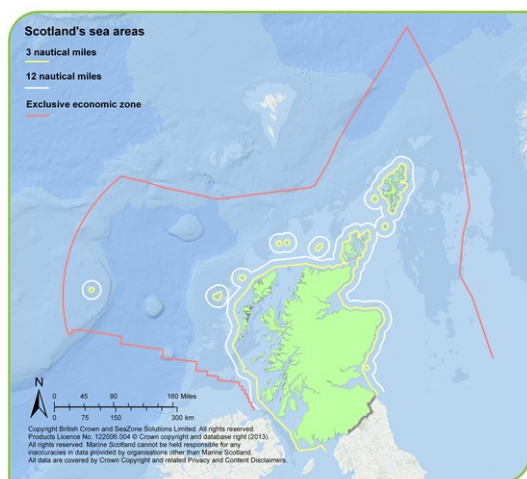 Scotland's sea areas
3 nautical miles
12 nautical miles
Exclusive economic zone
N
0 45 90 180 Miles
0 75 150 300 km
Copyright British Crown and SeaZone Solutions Limited. All rights reserved.
Products Licence No. 122006.004 © Crown copyright and database right (2013).
All rights reserved. Marine Scotland cannot be held responsible for any
inaccuracies in data provided by organisations other than Marine Scotland.
All data are covered by Crown Copyright and related Privacy and Content Disclaimers.